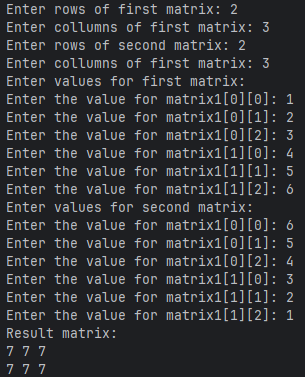 Enter rows of first matrix: 2
Enter collumns of first matrix: 3
Enter rows of second matrix: 2
Enter collumns of first matrix: 3
Enter values for first matrix:
Enter the value for matrix1[0][0]: 1
Enter the value for matrix1[0][1]: 2
Enter the value for matrix1[0][2]: 3
Enter the value for matrix1[1][0]: 4
Enter the value for matrix1[1][1]: 5
Enter the value for matrix1[1][2]: 6
Enter values for second matrix:
Enter the value for matrix1[0][0]: 6
Enter the value for matrix1[0][1]: 5
Enter the value for matrix1[0][2]: 4
Enter the value for matrix1[1][0]: 3
Enter the value for matrix1[1][1]: 2
Enter the value for matrix1[1][2]: 1
Result matrix:
7 7 7
7 7 7